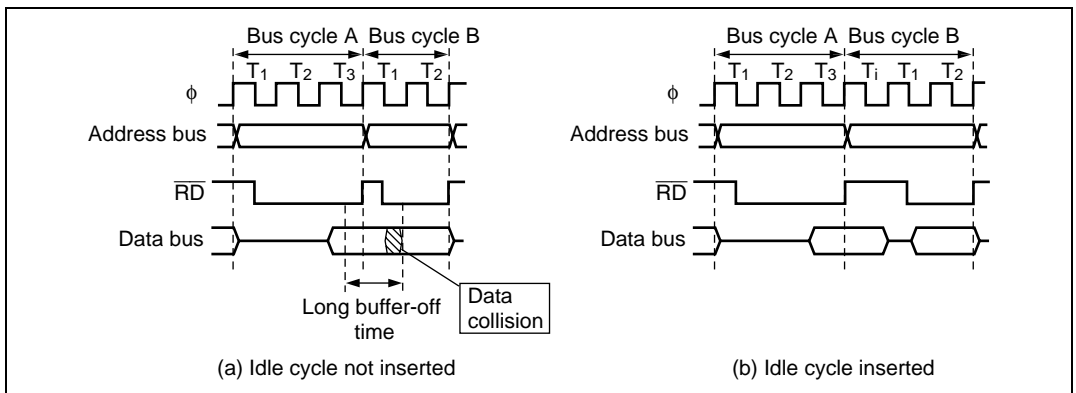 Bus cycle A Bus cycle B
T1 T2 T3 T1 T2
ϕ
Address bus
RD
Data bus
Long buffer-off
time
Data
collision
(a) Idle cycle not inserted
Bus cycle A Bus cycle B
T1 T2 T3 Ti T1 T2
ϕ
Address bus
RD
Data bus
(b) Idle cycle inserted